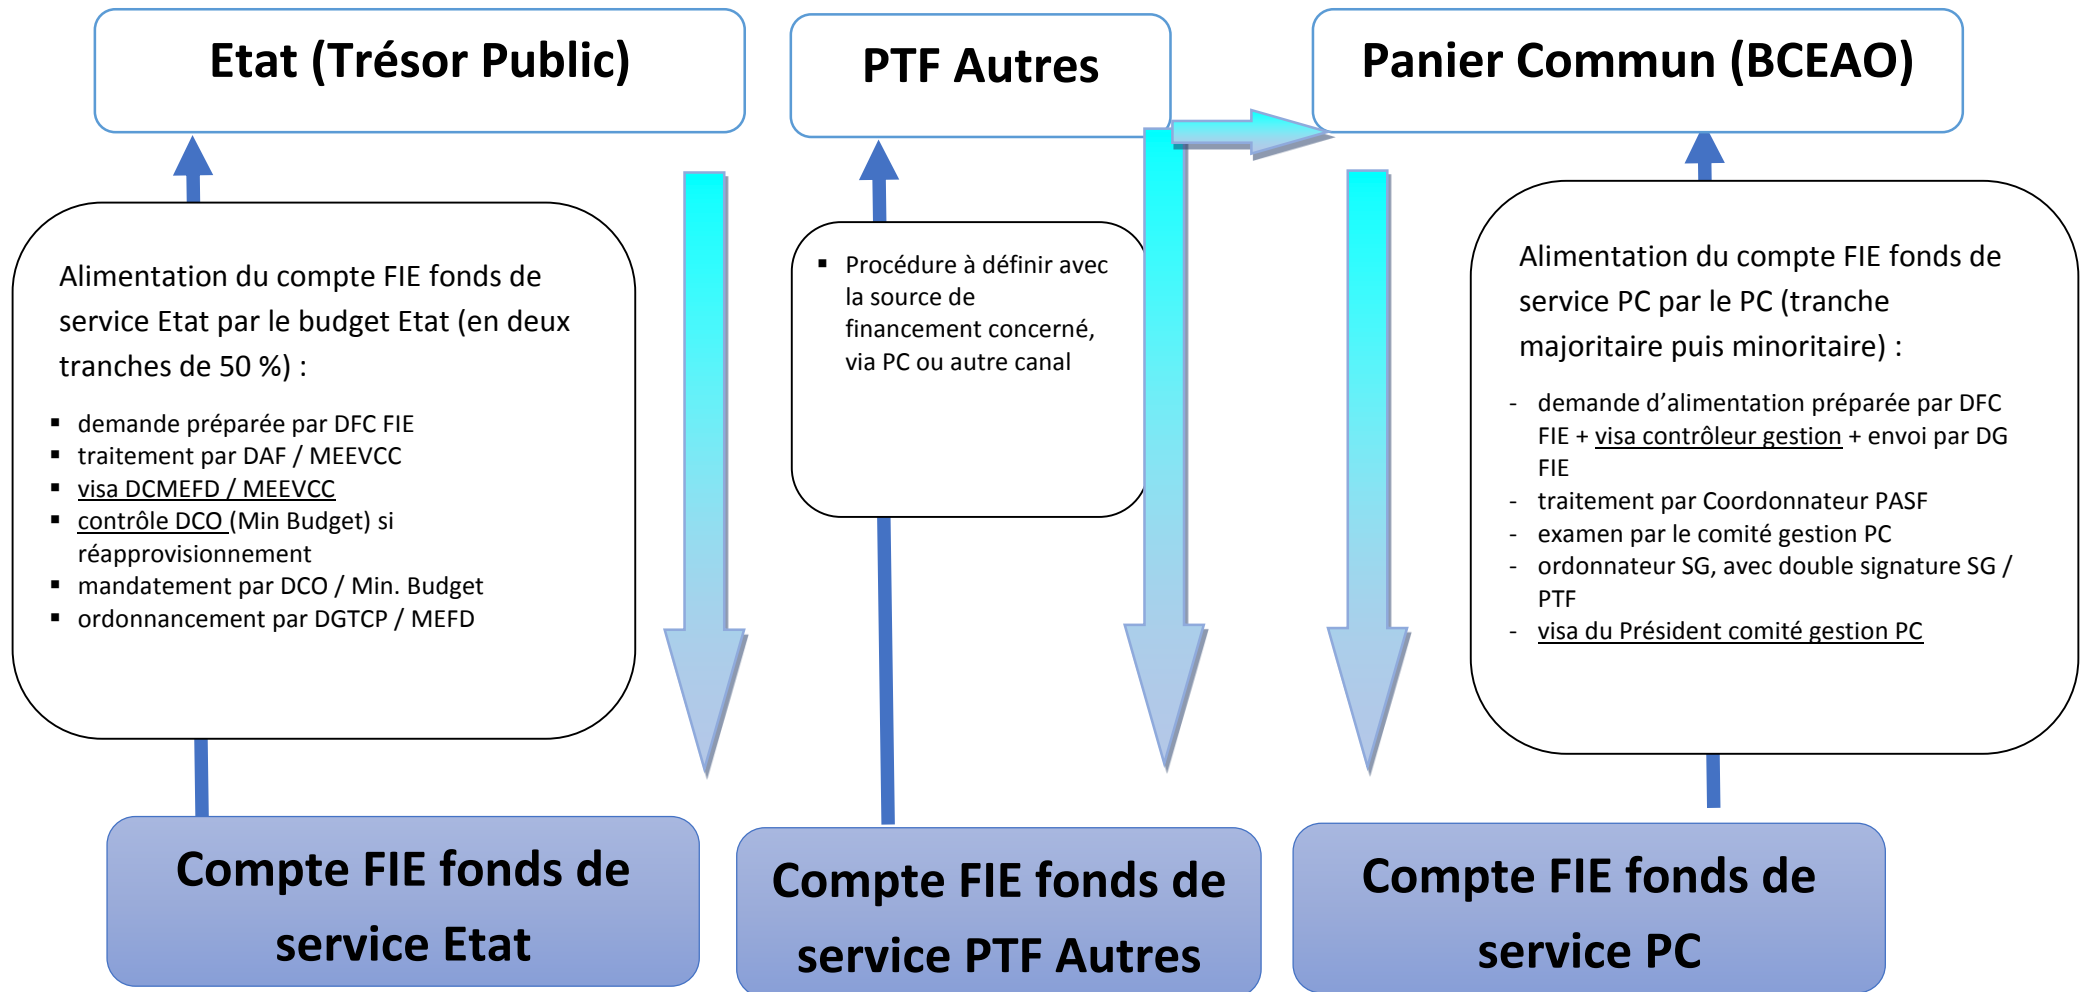 Etat (Trésor Public)
PTF Autres
Panier Commun (BCEAO)
Alimentation du compte FIE fonds de
service Etat par le budget Etat (en deux
tranches de 50 %) :
▪ demande préparée par DFC FIE
▪ traitement par DAF / MEEVCC
▪ visa DCMEFD / MEEVCC
▪ contrôle DCO (Min Budget) si
réapprovisionnement
▪ mandatement par DCO / Min. Budget
▪ ordonnancement par DGTCP / MEFD
▪ Procédure à définir avec
la source de
financement concerné,
via PC ou autre canal
Alimentation du compte FIE fonds de
service PC par le PC (tranche
majoritaire puis minoritaire) :
- demande d’alimentation préparée par DFC
FIE + visa contrôleur gestion + envoi par DG
FIE
- traitement par Coordonnateur PASF
- examen par le comité gestion PC
- ordonnateur SG, avec double signature SG /
PTF
- visa du Président comité gestion PC
Compte FIE fonds de
service Etat
Compte FIE fonds de
service PTF Autres
Compte FIE fonds de
service PC